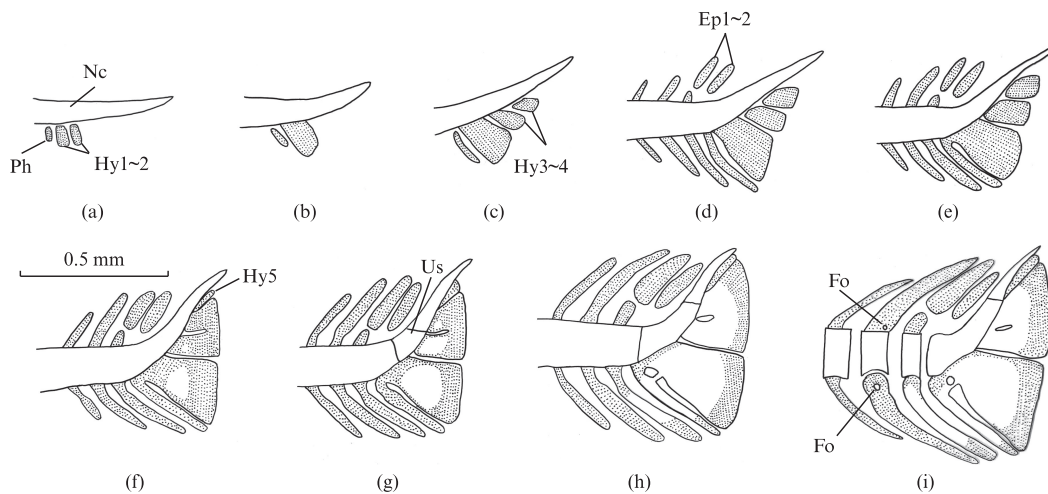 Nc
Ph
Hy1~2
Hy3~4
Ep1~2
(a)
(b)
(c)
(d)
(e)
0.5 mm
Hy5
Us
Fo
Fo
(f)
(g)
(h)
(i)